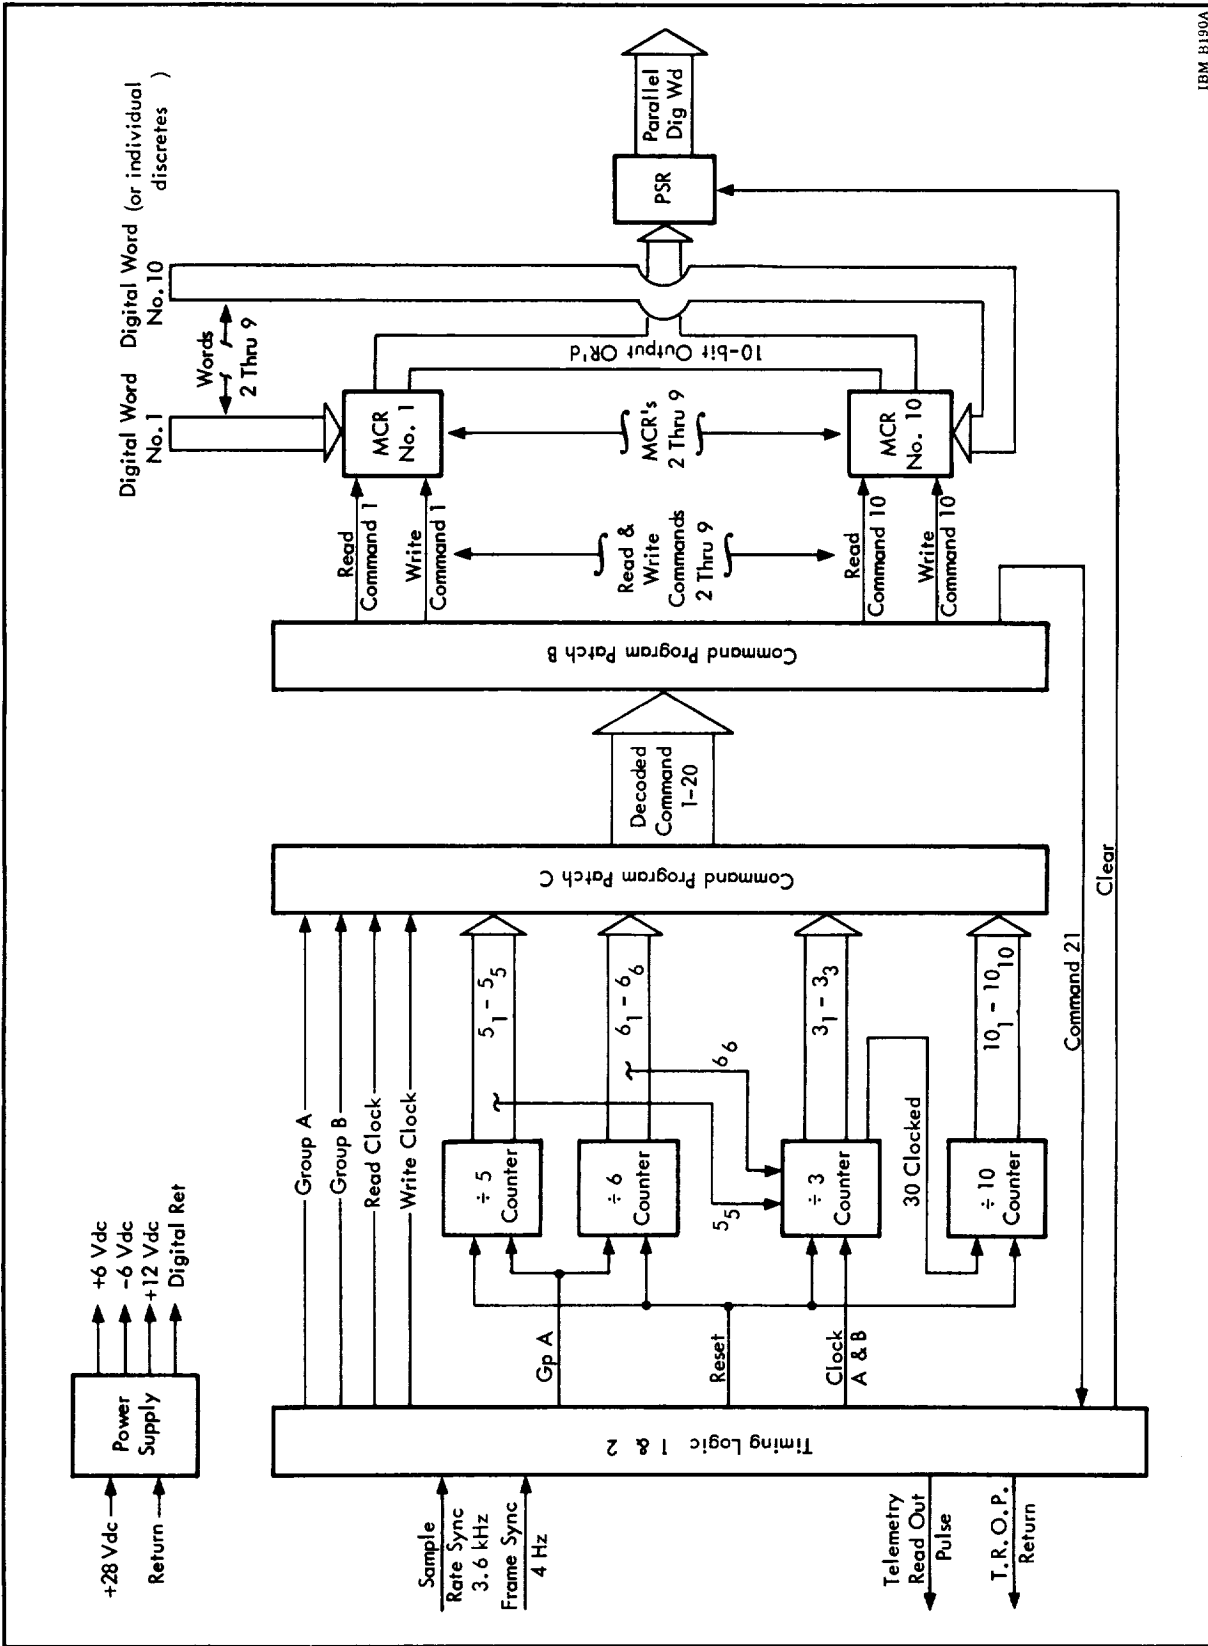 +28 Vdc
Return
Power
Supply
+6 Vdc
-6 Vdc
+12 Vdc
Digital Ret
Sample
Rate Sync
3.6 kHz
Frame Sync
4 Hz
Telemetry
Read Out
Pulse
T.R.O.P.
Return
Timing Logic 1 & 2
Group A
Group B
Read Clock
Write Clock
Gp A
Reset
Clock
A & B
÷ 5
Counter
÷ 6
Counter
÷ 3
Counter
÷ 10
Counter
5₅
6₆
30 Clocked
5₁ - 5₅
6₁ - 6₆
3₁ - 3₃
10₁ - 10₁₀
Command Program Patch C
Decoded
Command
1-20
Command Program Patch B
Command 21
Clear
Read
Command 1
Write
Command 1
Read &
Write
Commands
2 Thru 9
Read
Command 10
Write
Command 10
Digital Word
No. 1
Words
2 Thru 9
Digital Word (or individual
No. 10 discretes )
MCR
No. 1
MCR's
2 Thru 9
MCR
No. 10
10-bit Output OR'd
PSR
Parallel
Dig Wd
IBM B190A